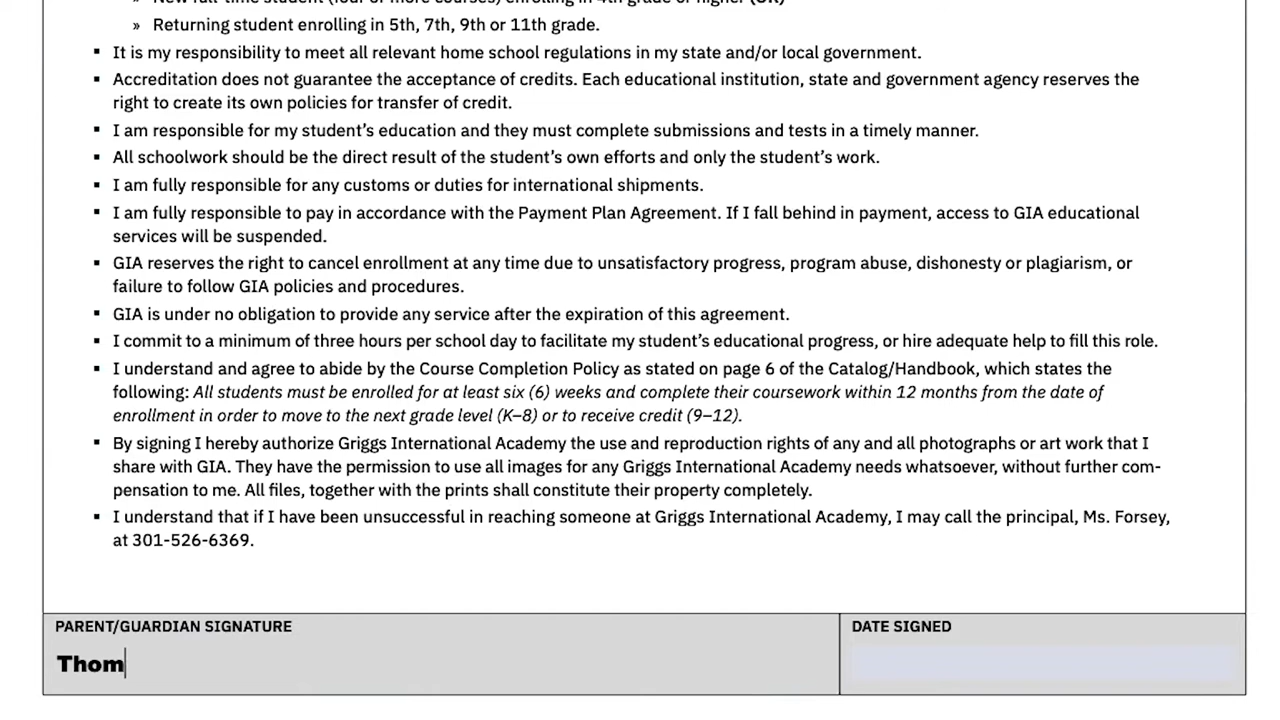 » New full-time student (four or more courses) enrolling in 4th grade or higher (OR)
» Returning student enrolling in 5th, 7th, 9th or 11th grade.
▪ It is my responsibility to meet all relevant home school regulations in my state and/or local government.
▪ Accreditation does not guarantee the acceptance of credits. Each educational institution, state and government agency reserves the
right to create its own policies for transfer of credit.
▪ I am responsible for my student’s education and they must complete submissions and tests in a timely manner.
▪ All schoolwork should be the direct result of the student’s own efforts and only the student’s work.
▪ I am fully responsible for any customs or duties for international shipments.
▪ I am fully responsible to pay in accordance with the Payment Plan Agreement. If I fall behind in payment, access to GIA educational
services will be suspended.
▪ GIA reserves the right to cancel enrollment at any time due to unsatisfactory progress, program abuse, dishonesty or plagiarism, or
failure to follow GIA policies and procedures.
▪ GIA is under no obligation to provide any service after the expiration of this agreement.
▪ I commit to a minimum of three hours per school day to facilitate my student’s educational progress, or hire adequate help to fill this role.
▪ I understand and agree to abide by the Course Completion Policy as stated on page 6 of the Catalog/Handbook, which states the
following: All students must be enrolled for at least six (6) weeks and complete their coursework within 12 months from the date of
enrollment in order to move to the next grade level (K–8) or to receive credit (9–12).
▪ By signing I hereby authorize Griggs International Academy the use and reproduction rights of any and all photographs or art work that I
share with GIA. They have the permission to use all images for any Griggs International Academy needs whatsoever, without further com-
pensation to me. All files, together with the prints shall constitute their property completely.
▪ I understand that if I have been unsuccessful in reaching someone at Griggs International Academy, I may call the principal, Ms. Forsey,
at 301-526-6369.
PARENT/GUARDIAN SIGNATURE
DATE SIGNED
Thom